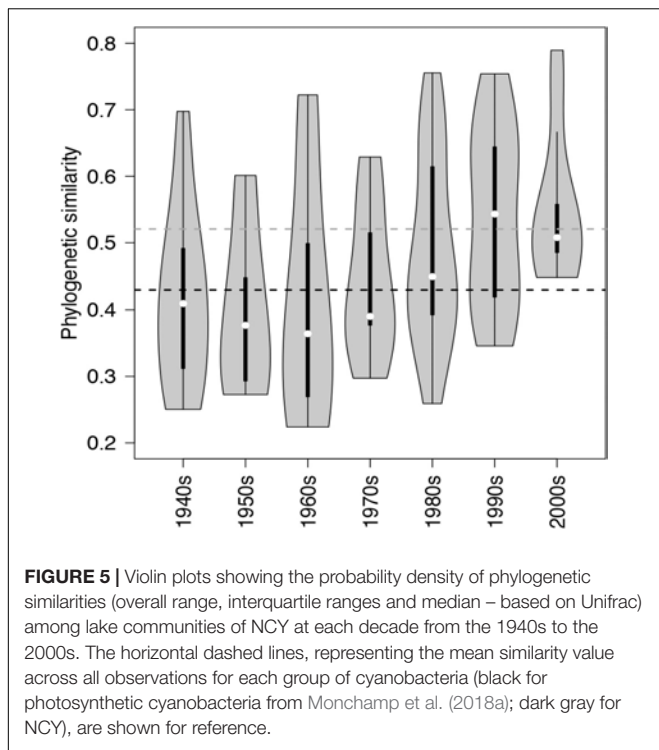 0.8
0.7
0.6
0.5
0.4
0.3
0.2
Phylogenetic similarity
1940s
1950s
1960s
1970s
1980s
1990s
2000s
FIGURE 5 | Violin plots showing the probability density of phylogenetic
similarities (overall range, interquartile ranges and median – based on Unifrac)
among lake communities of NCY at each decade from the 1940s to the
2000s. The horizontal dashed lines, representing the mean similarity value
across all observations for each group of cyanobacteria (black for
photosynthetic cyanobacteria from Monchamp et al. (2018a); dark gray for
NCY), are shown for reference.